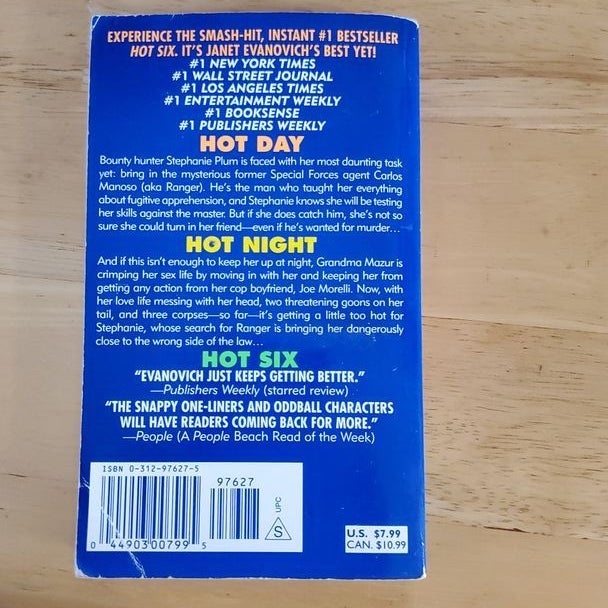 EXPERIENCE THE SMASH-HIT, INSTANT #1 BESTSELLER
HOT SIX. IT'S JANET EVANOVICH'S BEST YET!
#1 NEW YORK TIMES
#1 WALL STREET JOURNAL
#1 LOS ANGELES TIMES
#1 ENTERTAINMENT WEEKLY
#1 BOOKSENSE
#1 PUBLISHERS WEEKLY
HOT DAY
Bounty hunter Stephanie Plum is faced with her most daunting task
yet: bring in the mysterious former Special Forces agent Carlos
Manoso (aka Ranger). He's the man who taught her everything
about fugitive apprehension, and Stephanie knows she will be testing
her skills against the master. But if she does catch him, she's not so
sure she could turn in her friend—even if he's wanted for murder...
HOT NIGHT
And if this isn't enough to keep her up at night, Grandma Mazur is
crimping her sex life by moving in with her and keeping her from
getting any action from her cop boyfriend, Joe Morelli. Now, with
her love life messing with her head, two threatening goons on her
tail, and three corpses—so far—it's getting a little too hot for
Stephanie, whose search for Ranger is bringing her dangerously
close to the wrong side of the law...
HOT SIX
"EVANOVICH JUST KEEPS GETTING BETTER."
—Publishers Weekly (starred review)
"THE SNAPPY ONE-LINERS AND ODDBALL CHARACTERS
WILL HAVE READERS COMING BACK FOR MORE."
—People (A People Beach Read of the Week)
ISBN 0-312-97627-5
97627
UPC
S
0 44903 00799 5
U.S. $7.99
CAN. $10.99